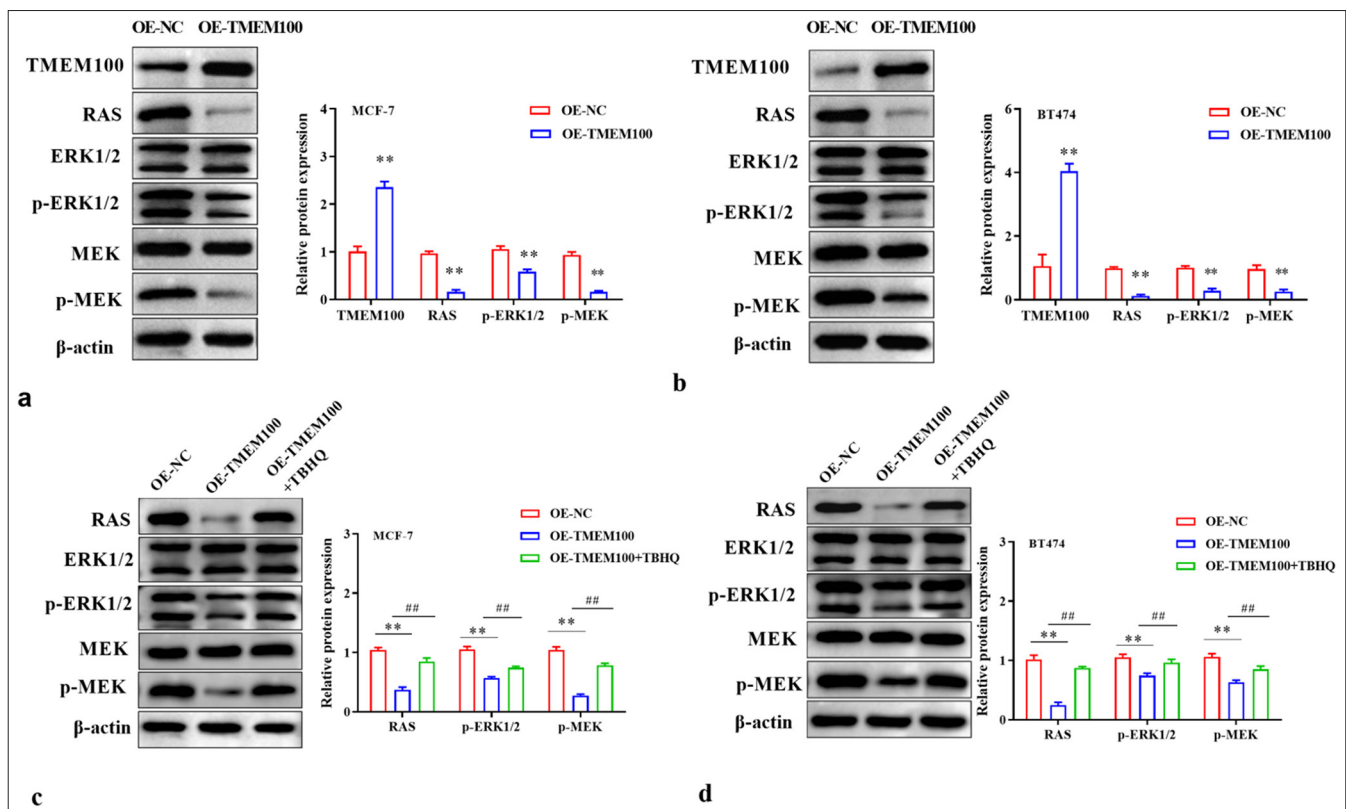 OE-NC OE-TMEM100
TMEM100
RAS
ERK1/2
p-ERK1/2
MEK
p-MEK
β-actin
Relative protein expression
4
3
2
1
0
MCF-7
OE-NC
OE-TMEM100
**
**
**
**
TMEM100 RAS p-ERK1/2 p-MEK
a
OE-NC OE-TMEM100
TMEM100
RAS
ERK1/2
p-ERK1/2
MEK
p-MEK
β-actin
Relative protein expression
6
4
2
0
BT474
OE-NC
OE-TMEM100
**
**
**
**
TMEM100 RAS p-ERK1/2 p-MEK
b
OE-NC
OE-TMEM100
OE-TMEM100
+TBHQ
RAS
ERK1/2
p-ERK1/2
MEK
p-MEK
β-actin
Relative protein expression
3
2
1
0
MCF-7
OE-NC
OE-TMEM100
OE-TMEM100+TBHQ
## ## ##
** ** **
RAS p-ERK1/2 p-MEK
c
OE-NC
OE-TMEM100
OE-TMEM100
+TBHQ
RAS
ERK1/2
p-ERK1/2
MEK
p-MEK
β-actin
Relative protein expression
3
2
1
0
BT474
OE-NC
OE-TMEM100
OE-TMEM100+TBHQ
## ## ##
** ** **
RAS p-ERK1/2 p-MEK
d